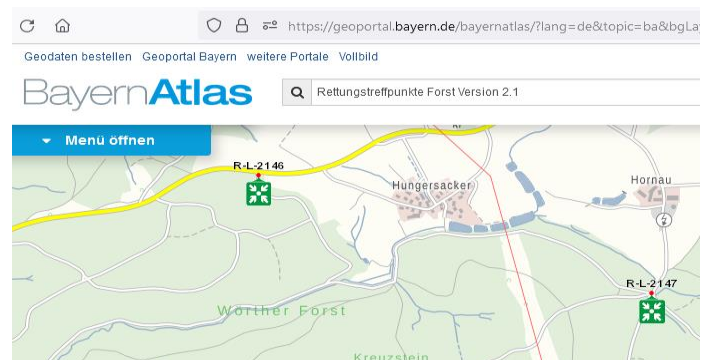 https://geoportal.bayern.de/bayernatlas/?lang=de&topic=ba&bgLa
Geodaten bestellen Geoportal Bayern weitere Portale Vollbild
BayernAtlas
Rettungstreffpunkte Forst Version 2.1
Menü öffnen
R-L-2146
Hungersacker
Hornau
R-L-2147
Wörther Forst
Kreuzstein